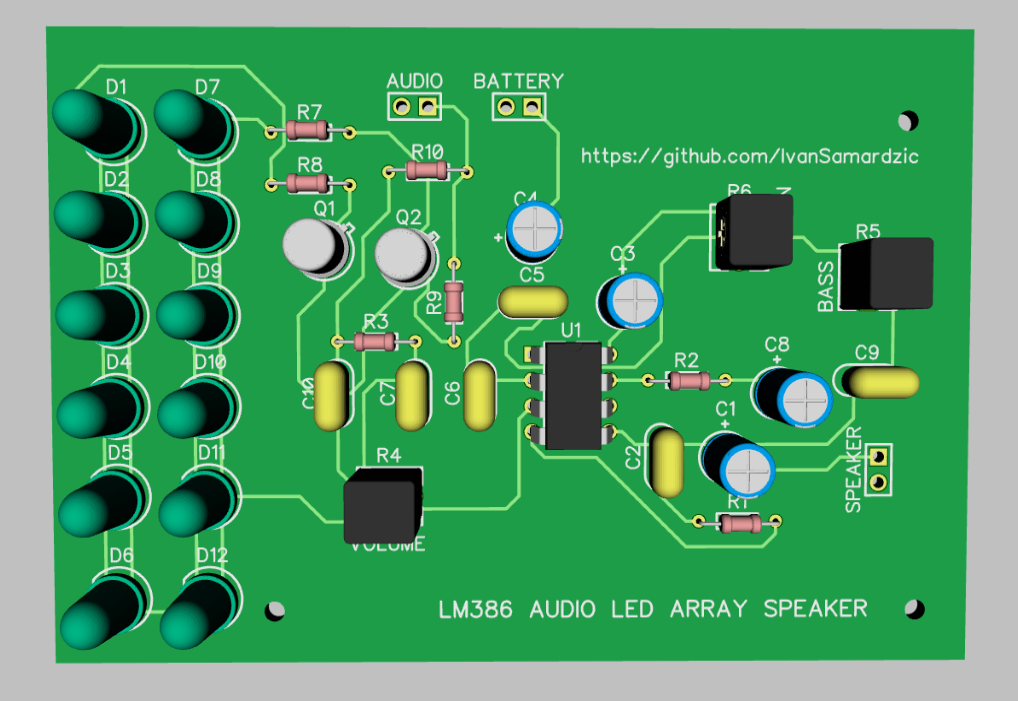 D1
D7
AUDIO
BATTERY
R7
https://github.com/IvanSamardzic
R10
R8
D2
D8
R6
C4
Q1
Q2
R5
C3
D3
D9
C5
BASS
R9
R3
U1
D4
D10
R2
C8
C9
C10
C7
C6
C1
D5
D11
R4
C2
SPEAKER
R1
VOLUME
D6
D12
LM386 AUDIO LED ARRAY SPEAKER